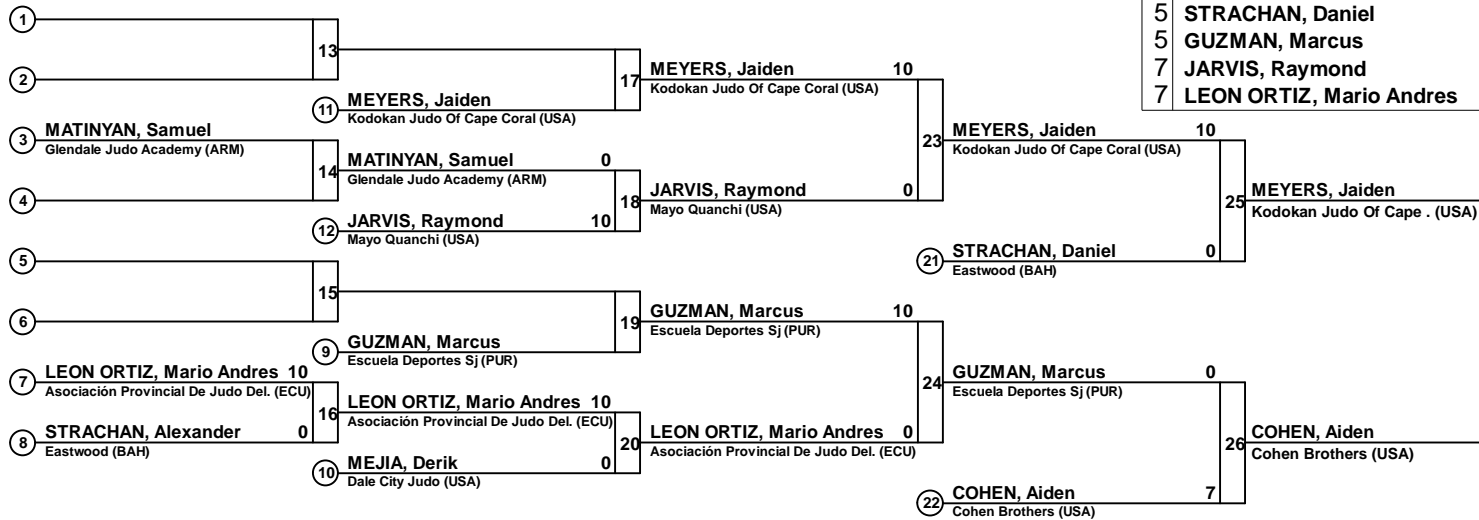 5 STRACHAN, Daniel
5 GUZMAN, Marcus
7 JARVIS, Raymond
7 LEON ORTIZ, Mario Andres
1
13
2
11 MEYERS, Jaiden
Kodokan Judo Of Cape Coral (USA)
17
MEYERS, Jaiden 10
Kodokan Judo Of Cape Coral (USA)
3 MATINYAN, Samuel
Glendale Judo Academy (ARM)
14
4
MATINYAN, Samuel 0
Glendale Judo Academy (ARM)
18
12 JARVIS, Raymond 10
Mayo Quanchi (USA)
JARVIS, Raymond 0
Mayo Quanchi (USA)
23
MEYERS, Jaiden 10
Kodokan Judo Of Cape Coral (USA)
25
21 STRACHAN, Daniel 0
Eastwood (BAH)
MEYERS, Jaiden
Kodokan Judo Of Cape . (USA)
5
15
6
9 GUZMAN, Marcus
Escuela Deportes Sj (PUR)
19
GUZMAN, Marcus 10
Escuela Deportes Sj (PUR)
7 LEON ORTIZ, Mario Andres 10
Asociación Provincial De Judo Del. (ECU)
16
8 STRACHAN, Alexander 0
Eastwood (BAH)
LEON ORTIZ, Mario Andres 10
Asociación Provincial De Judo Del. (ECU)
20
10 MEJIA, Derik 0
Dale City Judo (USA)
LEON ORTIZ, Mario Andres 0
Asociación Provincial De Judo Del. (ECU)
24
GUZMAN, Marcus 0
Escuela Deportes Sj (PUR)
26
22 COHEN, Aiden 7
Cohen Brothers (USA)
COHEN, Aiden
Cohen Brothers (USA)